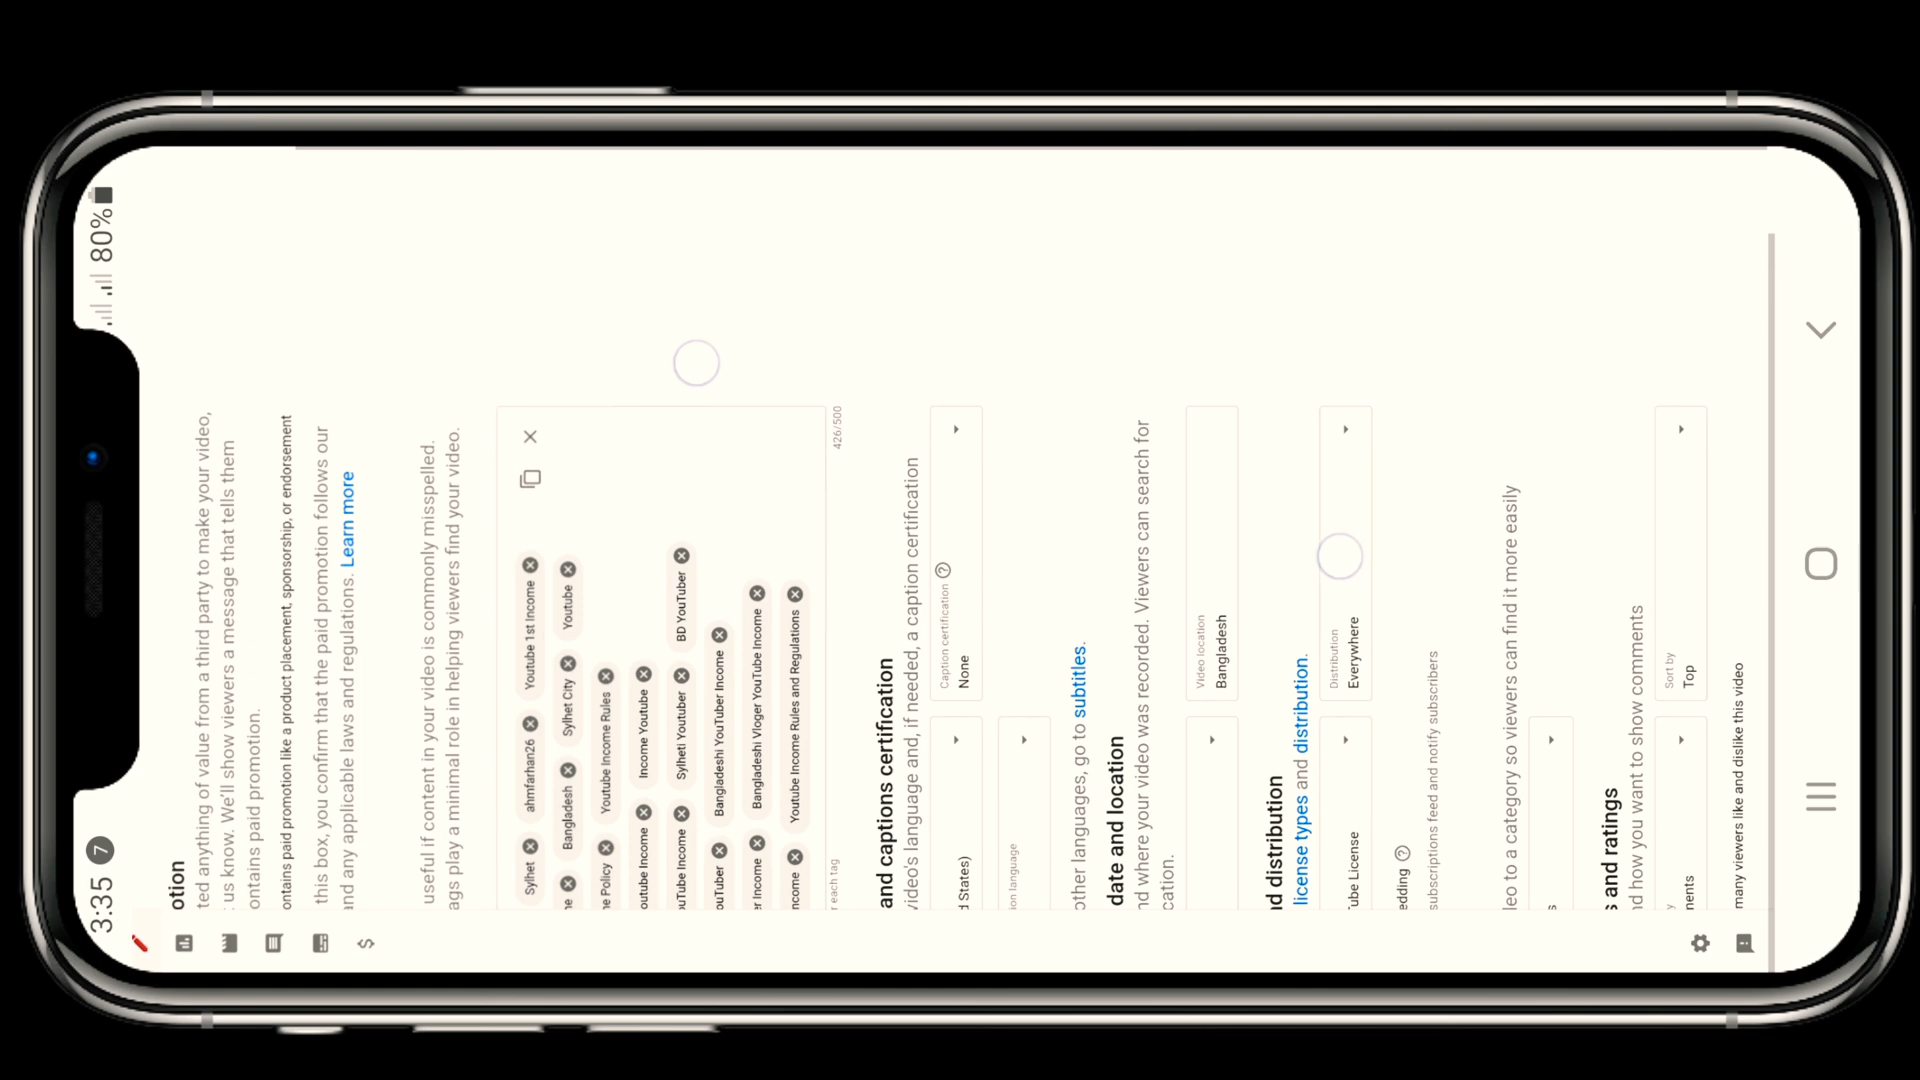 3:35 7 80%
otion
ted anything of value from a third party to make your video,
us know. We'll show viewers a message that tells them
ontains paid promotion.
ontains paid promotion like a product placement, sponsorship, or endorsement
this box, you confirm that the paid promotion follows our
and any applicable laws and regulations. Learn more
useful if content in your video is commonly misspelled.
ags play a minimal role in helping viewers find your video.
Sylhet ahmfarhan26 Youtube 1st Income
ne Bangladesh Sylhet City Youtube
ne Policy Youtube Income Rules
outube Income Income Youtube
ouTube Income Sylheti Youtuber BD YouTuber
ouTuber Bangladeshi YouTuber Income
er Income Bangladeshi Vloger YouTube Income
ncome Youtube Income Rules and Regulations
r each tag 426/500
and captions certification
video's language and, if needed, a caption certification
Caption certification
d States) None
ion language
other languages, go to subtitles.
date and location
nd where your video was recorded. Viewers can search for
cation.
Video location
Bangladesh
nd distribution
license types and distribution.
Distribution
Tube License Everywhere
edding
subscriptions feed and notify subscribers
leo to a category so viewers can find it more easily
s
s and ratings
nd how you want to show comments
y Sort by
nents Top
many viewers like and dislike this video